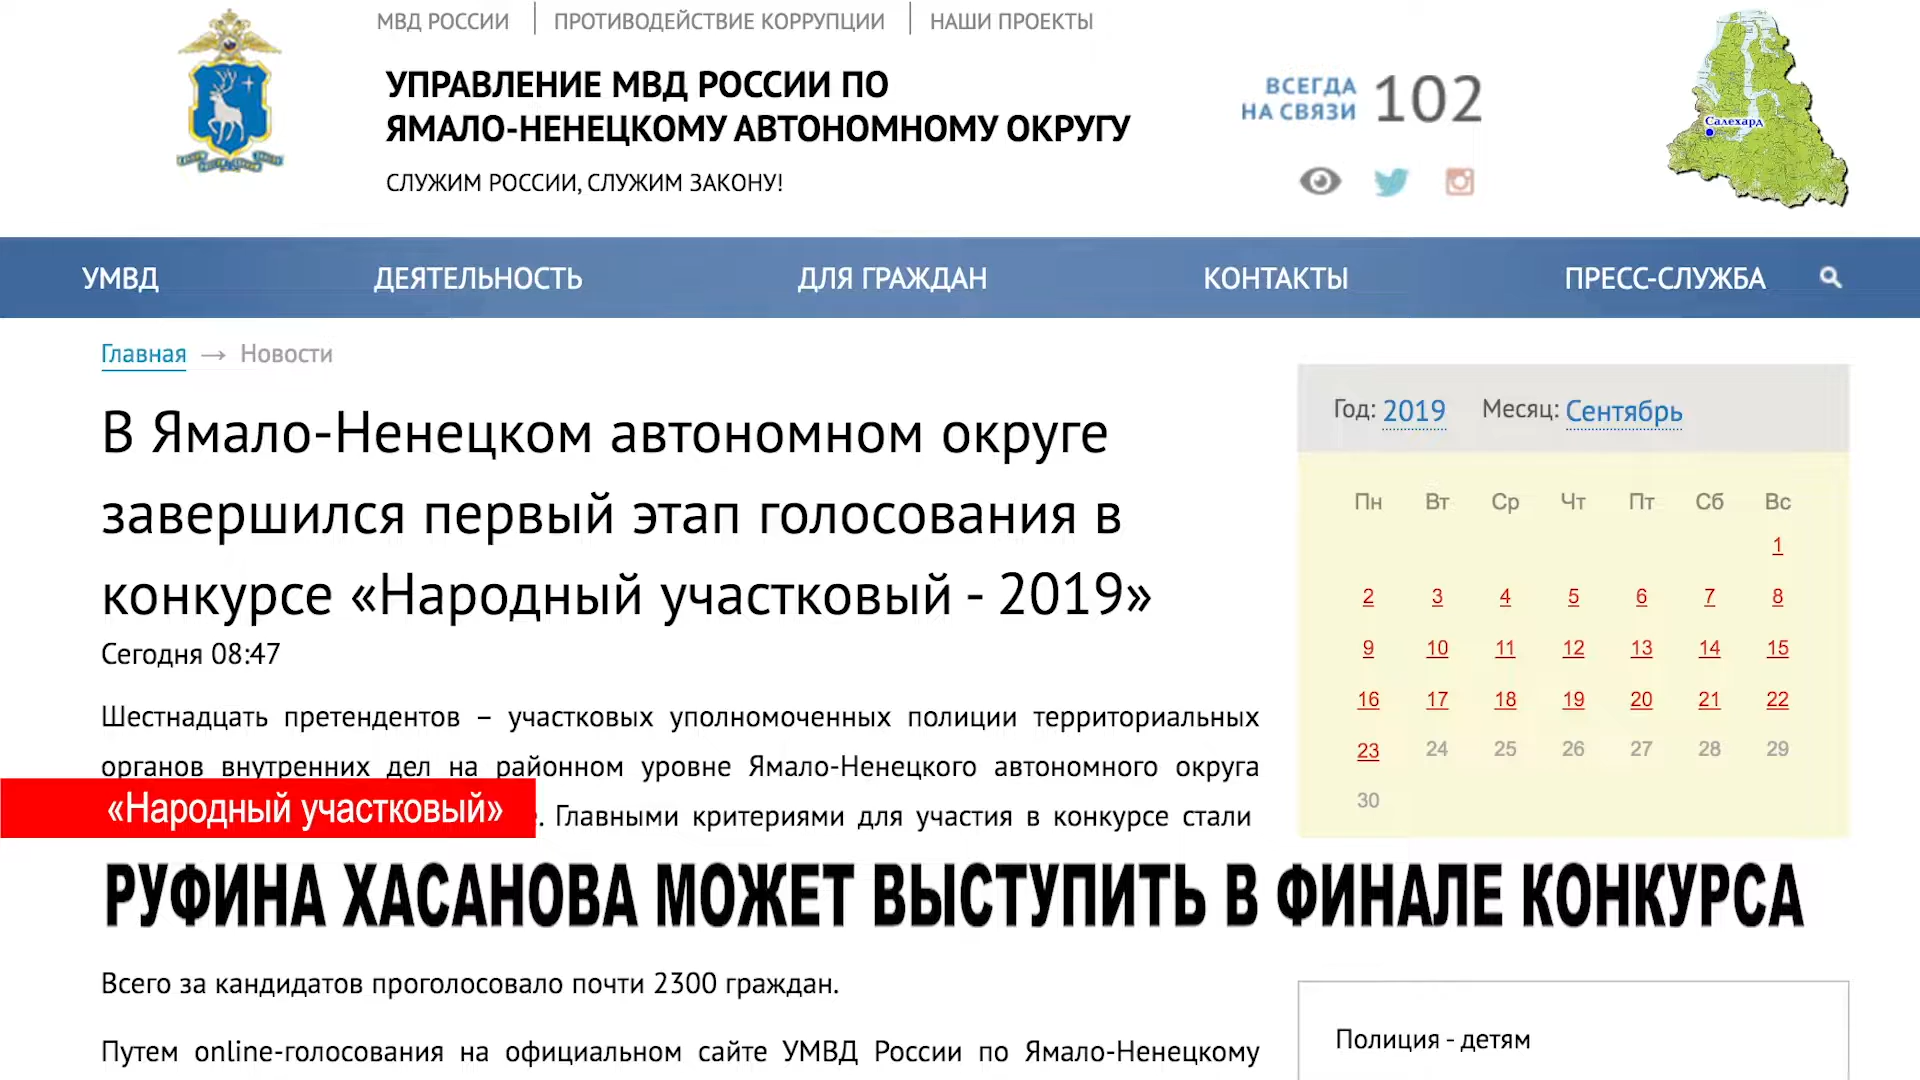 МВД РОССИИ
ПРОТИВОДЕЙСТВИЕ КОРРУПЦИИ
НАШИ ПРОЕКТЫ
УПРАВЛЕНИЕ МВД РОССИИ ПО
ЯМАЛО-НЕНЕЦКОМУ АВТОНОМНОМУ ОКРУГУ
СЛУЖИМ РОССИИ, СЛУЖИМ ЗАКОНУ!
ВСЕГДА
НА СВЯЗИ
102
Салехард
УМВД
ДЕЯТЕЛЬНОСТЬ
ДЛЯ ГРАЖДАН
КОНТАКТЫ
ПРЕСС-СЛУЖБА
Главная → Новости
В Ямало-Ненецком автономном округе
завершился первый этап голосования в
конкурсе «Народный участковый - 2019»
Сегодня 08:47
Шестнадцать претендентов – участковых уполномоченных полиции территориальных
органов внутренних дел на районном уровне Ямало-Ненецкого автономного округа
. Главными критериями для участия в конкурсе стали
«Народный участковый»
РУФИНА ХАСАНОВА МОЖЕТ ВЫСТУПИТЬ В ФИНАЛЕ КОНКУРСА
Всего за кандидатов проголосовало почти 2300 граждан.
Путем online-голосования на официальном сайте УМВД России по Ямало-Ненецкому
Год: 2019 Месяц: Сентябрь
Пн Вт Ср Чт Пт Сб Вс
1
2 3 4 5 6 7 8
9 10 11 12 13 14 15
16 17 18 19 20 21 22
23 24 25 26 27 28 29
30
Полиция - детям